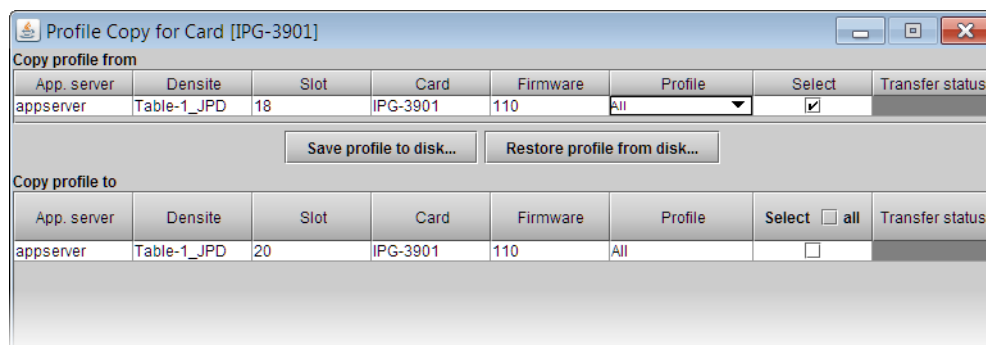 Profile Copy for Card [IPG-3901]
Copy profile from
App. server Densite Slot Card Firmware Profile Select Transfer status
appserver Table-1_JPD 18 IPG-3901 110 All
Save profile to disk... Restore profile from disk...
Copy profile to
App. server Densite Slot Card Firmware Profile Select all Transfer status
appserver Table-1_JPD 20 IPG-3901 110 All